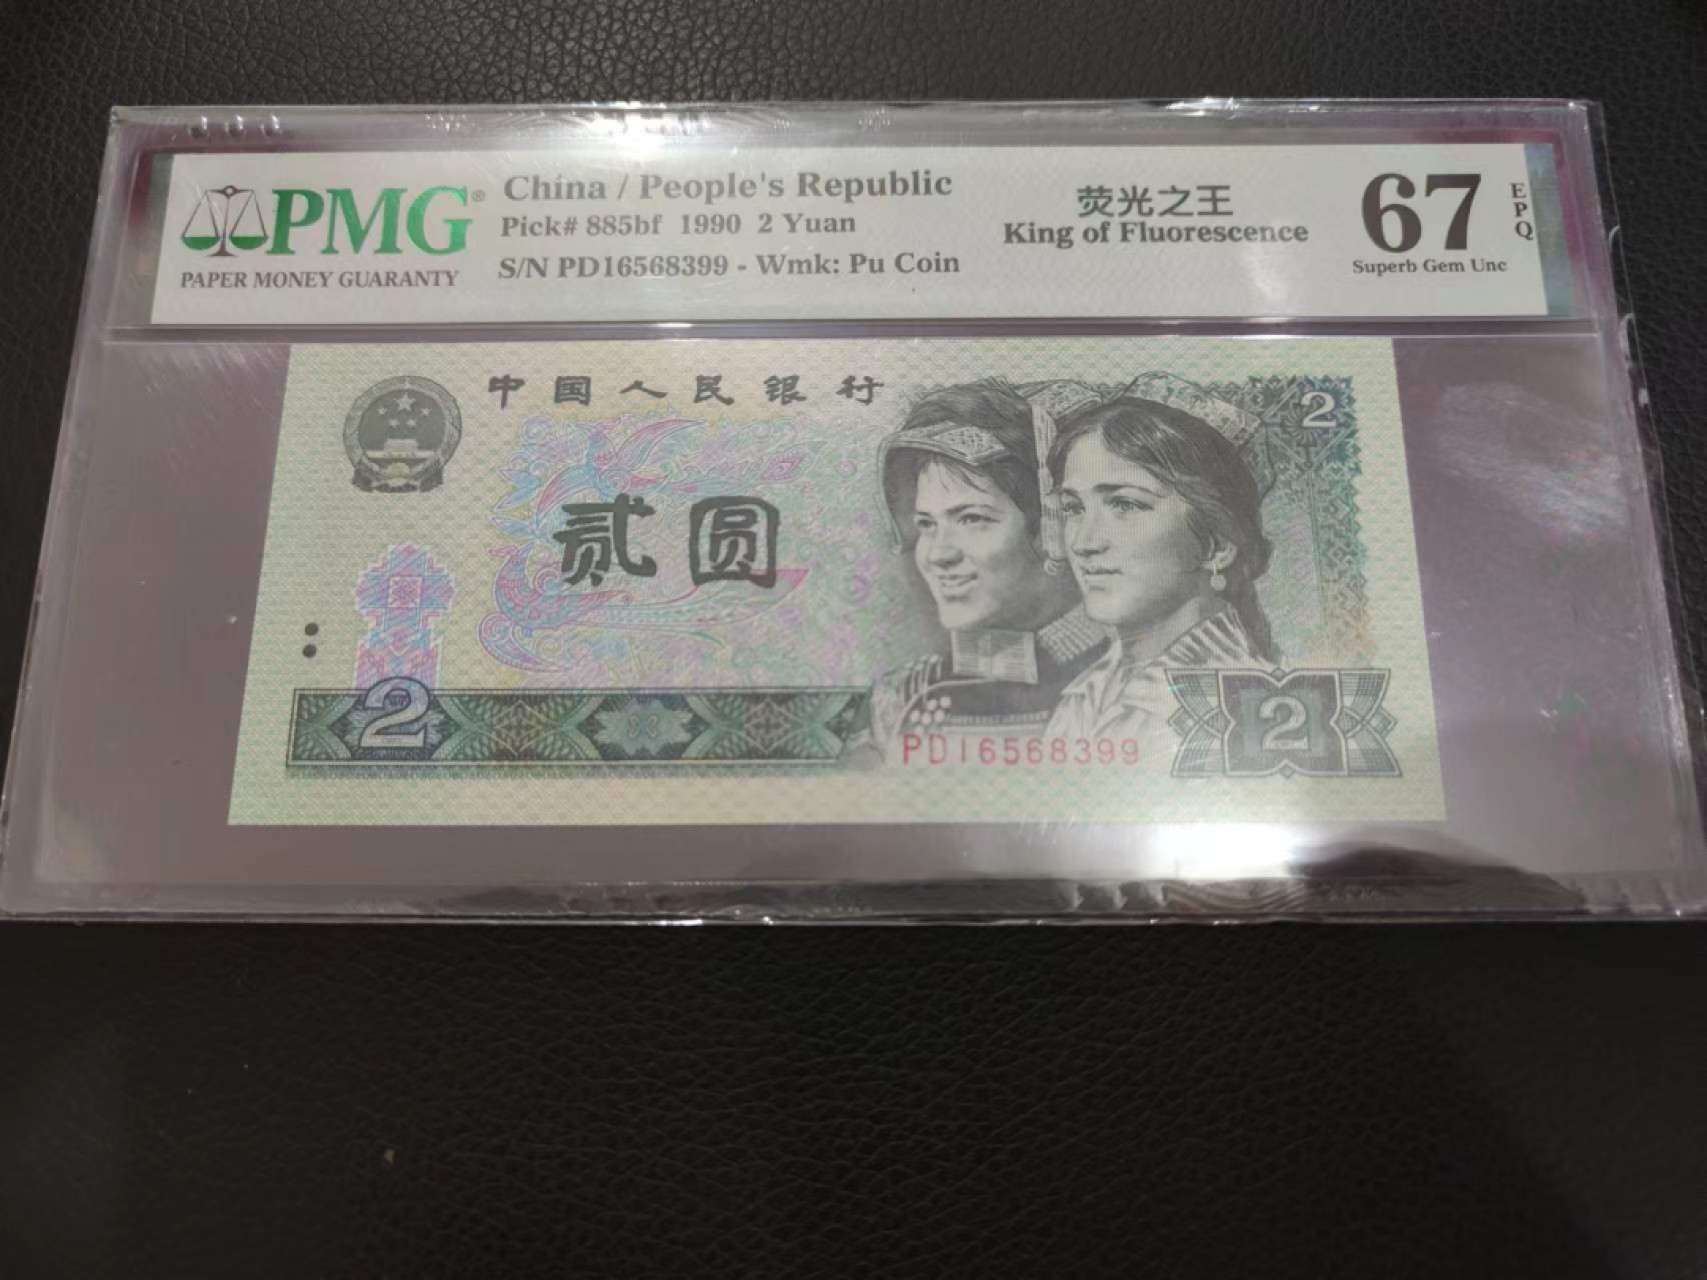 PMG®
PAPER MONEY GUARANTY
China / People's Republic
Pick# 885bf 1990 2 Yuan
S/N PD16568399 - Wmk: Pu Coin
荧光之王
King of Fluorescence
67
EPQ
Superb Gem Unc
中国人民银行
2
贰圆
2
PD16568399
2